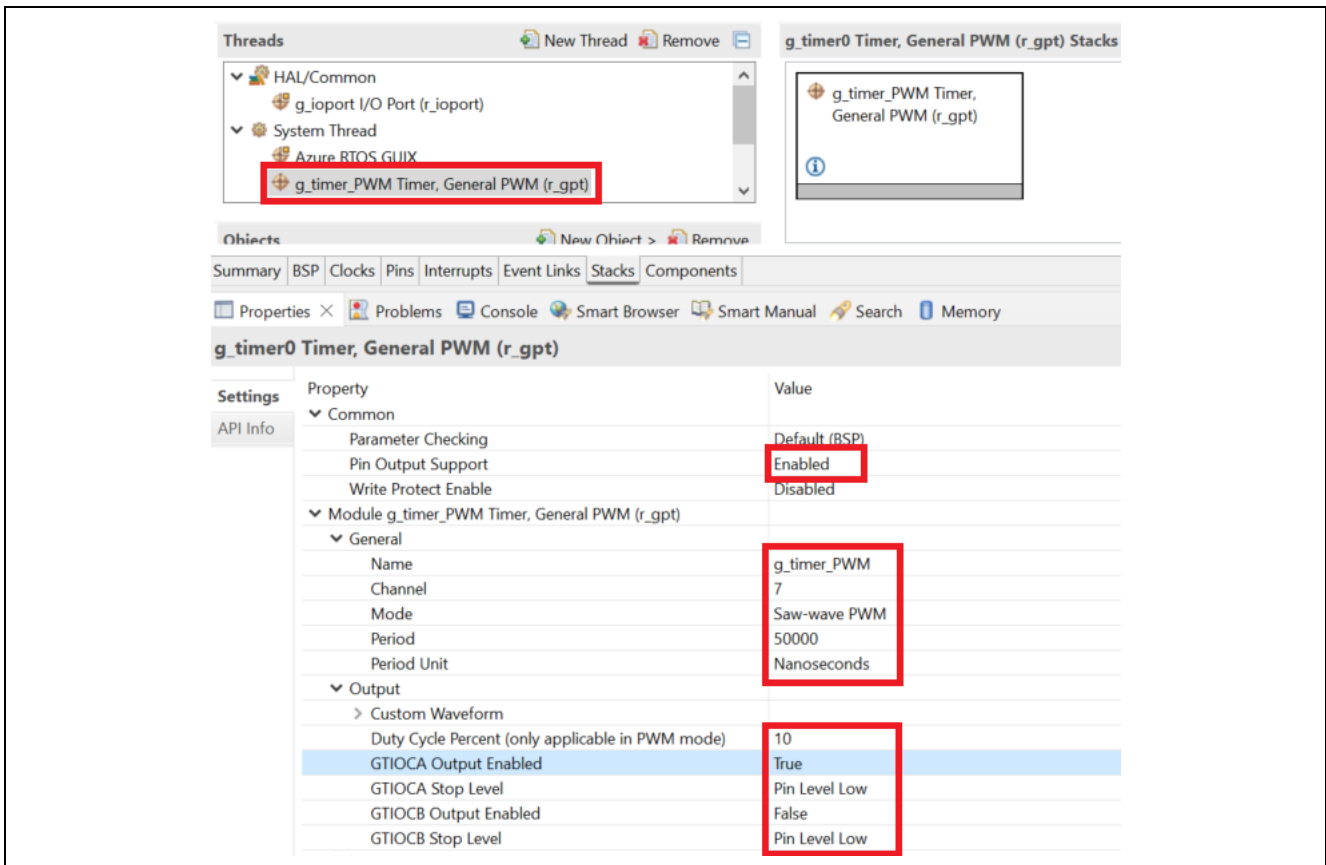 Threads New Thread Remove
HAL/Common
g_ioport I/O Port (r_ioport)
System Thread
Azure RTOS GUIX
g_timer_PWM Timer, General PWM (r_gpt)
g_timer0 Timer, General PWM (r_gpt) Stacks
g_timer_PWM Timer,
General PWM (r_gpt)
Objects New Object > Remove
Summary BSP Clocks Pins Interrupts Event Links Stacks Components
Properties Problems Console Smart Browser Smart Manual Search Memory
g_timer0 Timer, General PWM (r_gpt)
Settings
API Info
Property Value
Common
Parameter Checking Default (BSP)
Pin Output Support Enabled
Write Protect Enable Disabled
Module g_timer_PWM Timer, General PWM (r_gpt)
General
Name g_timer_PWM
Channel 7
Mode Saw-wave PWM
Period 50000
Period Unit Nanoseconds
Output
Custom Waveform
Duty Cycle Percent (only applicable in PWM mode) 10
GTIOCA Output Enabled True
GTIOCA Stop Level Pin Level Low
GTIOCB Output Enabled False
GTIOCB Stop Level Pin Level Low